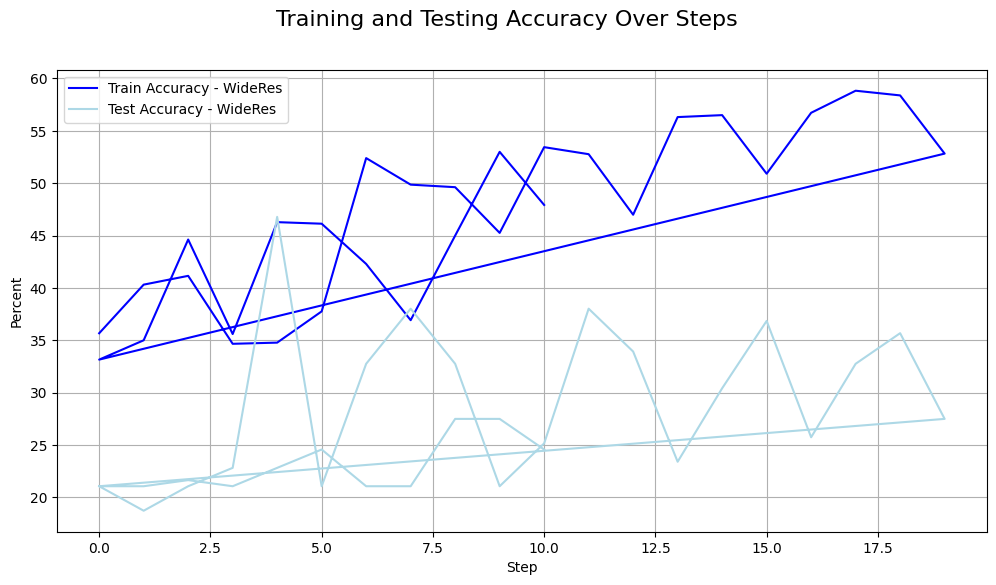 Training and Testing Accuracy Over Steps
Train Accuracy - WideRes
Test Accuracy - WideRes
Percent
60
55
50
45
40
35
30
25
20
0.0 2.5 5.0 7.5 10.0 12.5 15.0 17.5
Step